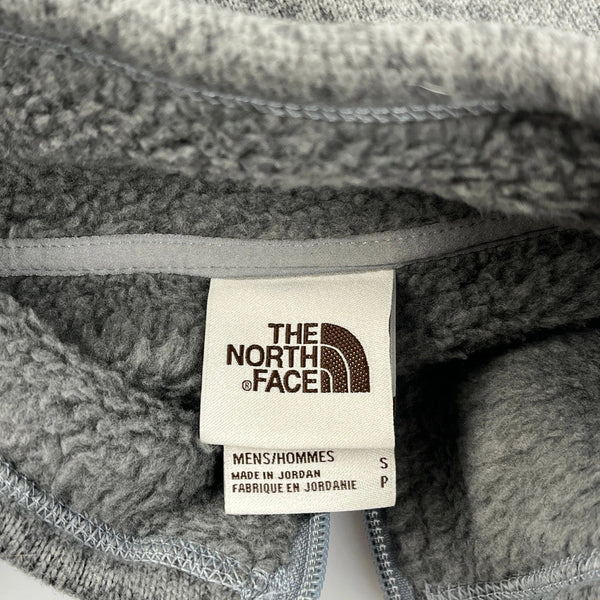 THE
NORTH
® FACE
MENS/HOMMES S
MADE IN JORDAN P
FABRIQUE EN JORDANIE